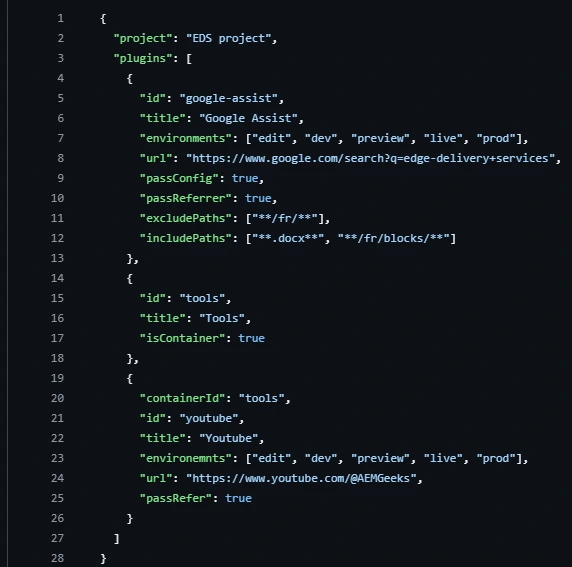 1 {
2 "project": "EDS project",
3 "plugins": [
4 {
5 "id": "google-assist",
6 "title": "Google Assist",
7 "environments": ["edit", "dev", "preview", "live", "prod"],
8 "url": "https://www.google.com/search?q=edge-delivery+services",
9 "passConfig": true,
10 "passReferrer": true,
11 "excludePaths": ["**/fr/**"],
12 "includePaths": ["**.docx**", "**/fr/blocks/**"]
13 },
14 {
15 "id": "tools",
16 "title": "Tools",
17 "isContainer": true
18 },
19 {
20 "containerId": "tools",
21 "id": "youtube",
22 "title": "Youtube",
23 "environemnts": ["edit", "dev", "preview", "live", "prod"],
24 "url": "https://www.youtube.com/@AEMGeeks",
25 "passRefer": true
26 }
27 ]
28 }